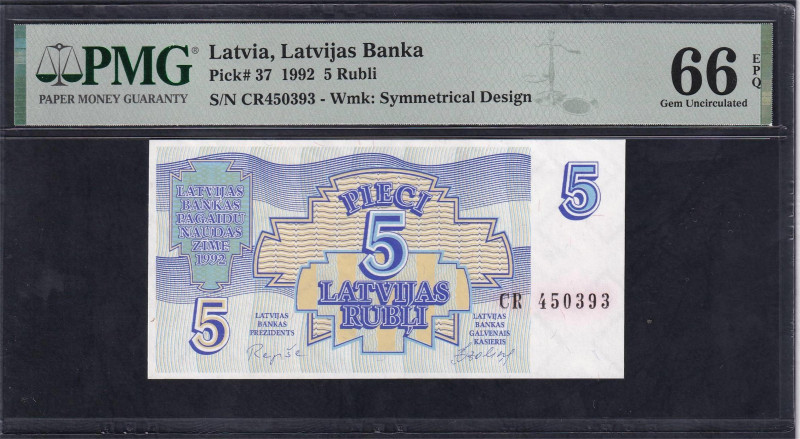 PMG®
PAPER MONEY GUARANTY
Latvia, Latvijas Banka
Pick# 37 1992 5 Rubli
S/N CR450393 - Wmk: Symmetrical Design
66 EPQ
Gem Uncirculated
LATVIJAS
BANKAS
PAGAIDU
NAUDAS
ZĪME
1992
PIECI
5
LATVIJAS
RUBĻI
5
5
CR 450393
LATVIJAS
BANKAS
PREZIDENTS
LATVIJAS
BANKAS
GALVENAIS
KASIERIS